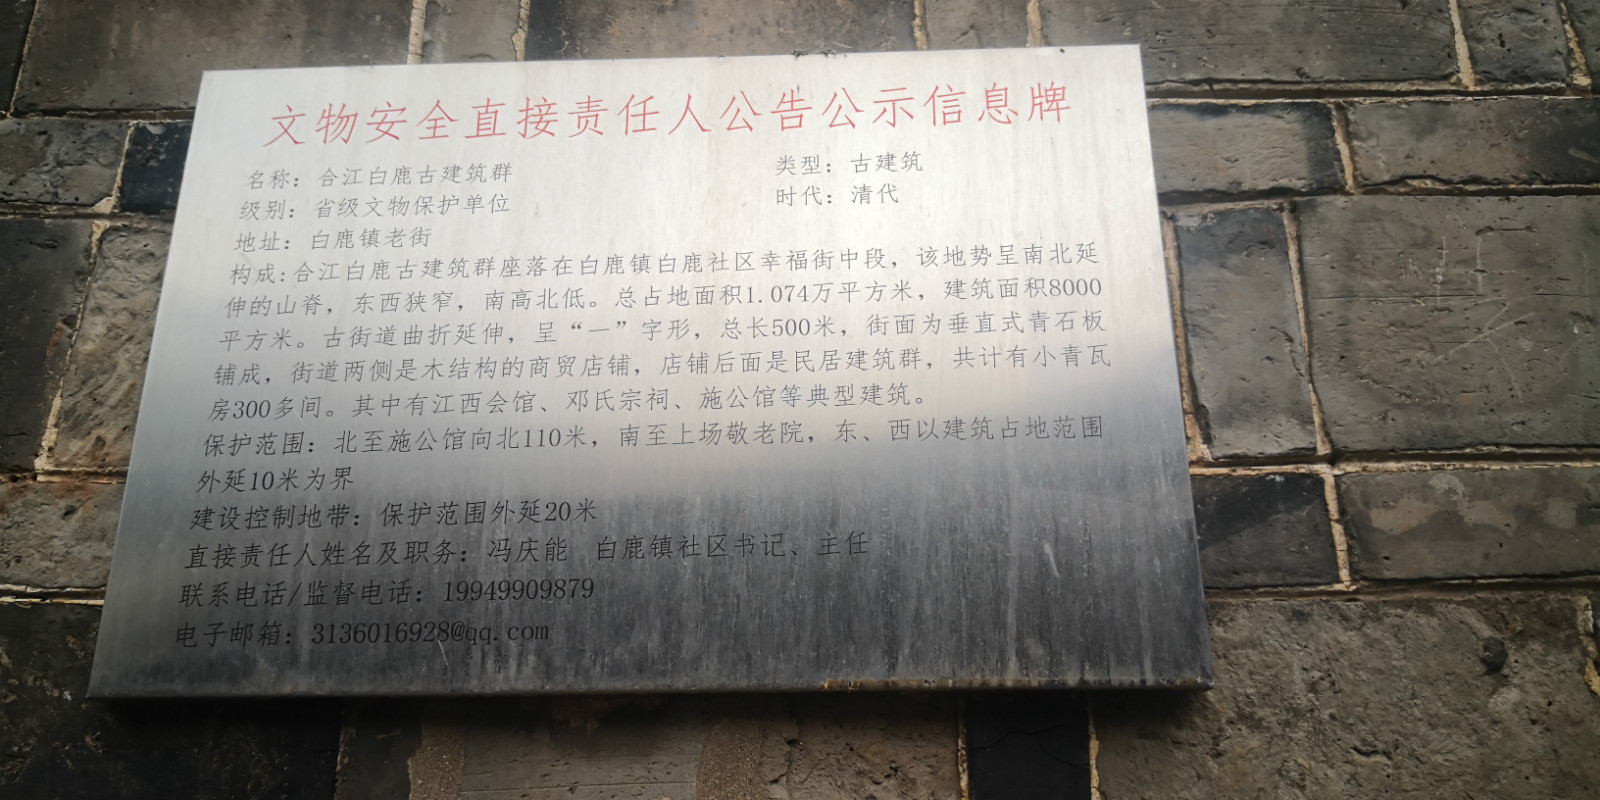 文物安全直接责任人公告公示信息牌
名称：合江白鹿古建筑群 类型：古建筑
级别：省级文物保护单位 时代：清代
地址：白鹿镇老街
构成:合江白鹿古建筑群座落在白鹿镇白鹿社区幸福街中段，该地势呈南北延
伸的山脊，东西狭窄，南高北低。总占地面积1.074万平方米，建筑面积8000
平方米。古街道曲折延伸，呈“一”字形，总长500米，街面为垂直式青石板
铺成，街道两侧是木结构的商贸店铺，店铺后面是民居建筑群，共计有小青瓦
房300多间。其中有江西会馆、邓氏宗祠、施公馆等典型建筑。
保护范围：北至施公馆向北110米，南至上场敬老院，东、西以建筑占地范围
外延10米为界
建设控制地带：保护范围外延20米
直接责任人姓名及职务：冯庆能 白鹿镇社区书记、主任
联系电话/监督电话：19949909879
电子邮箱：3136016928@qq.com